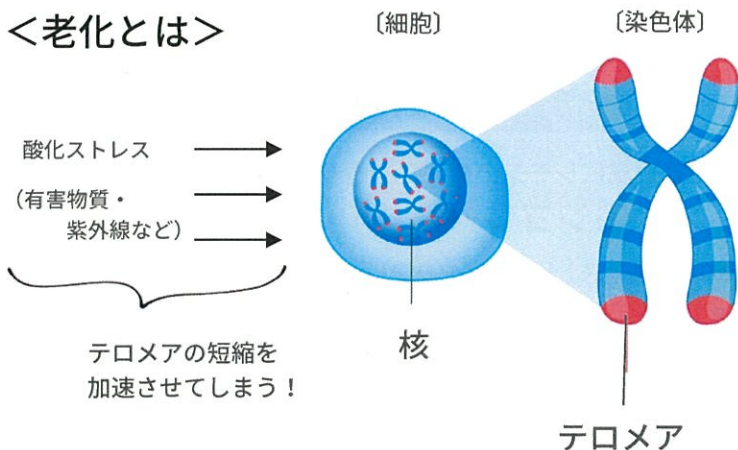 ＜老化とは＞
〔細胞〕
〔染色体〕
酸化ストレス
（有害物質・
紫外線など）
テロメアの短縮を
加速させてしまう！
核
テロメア